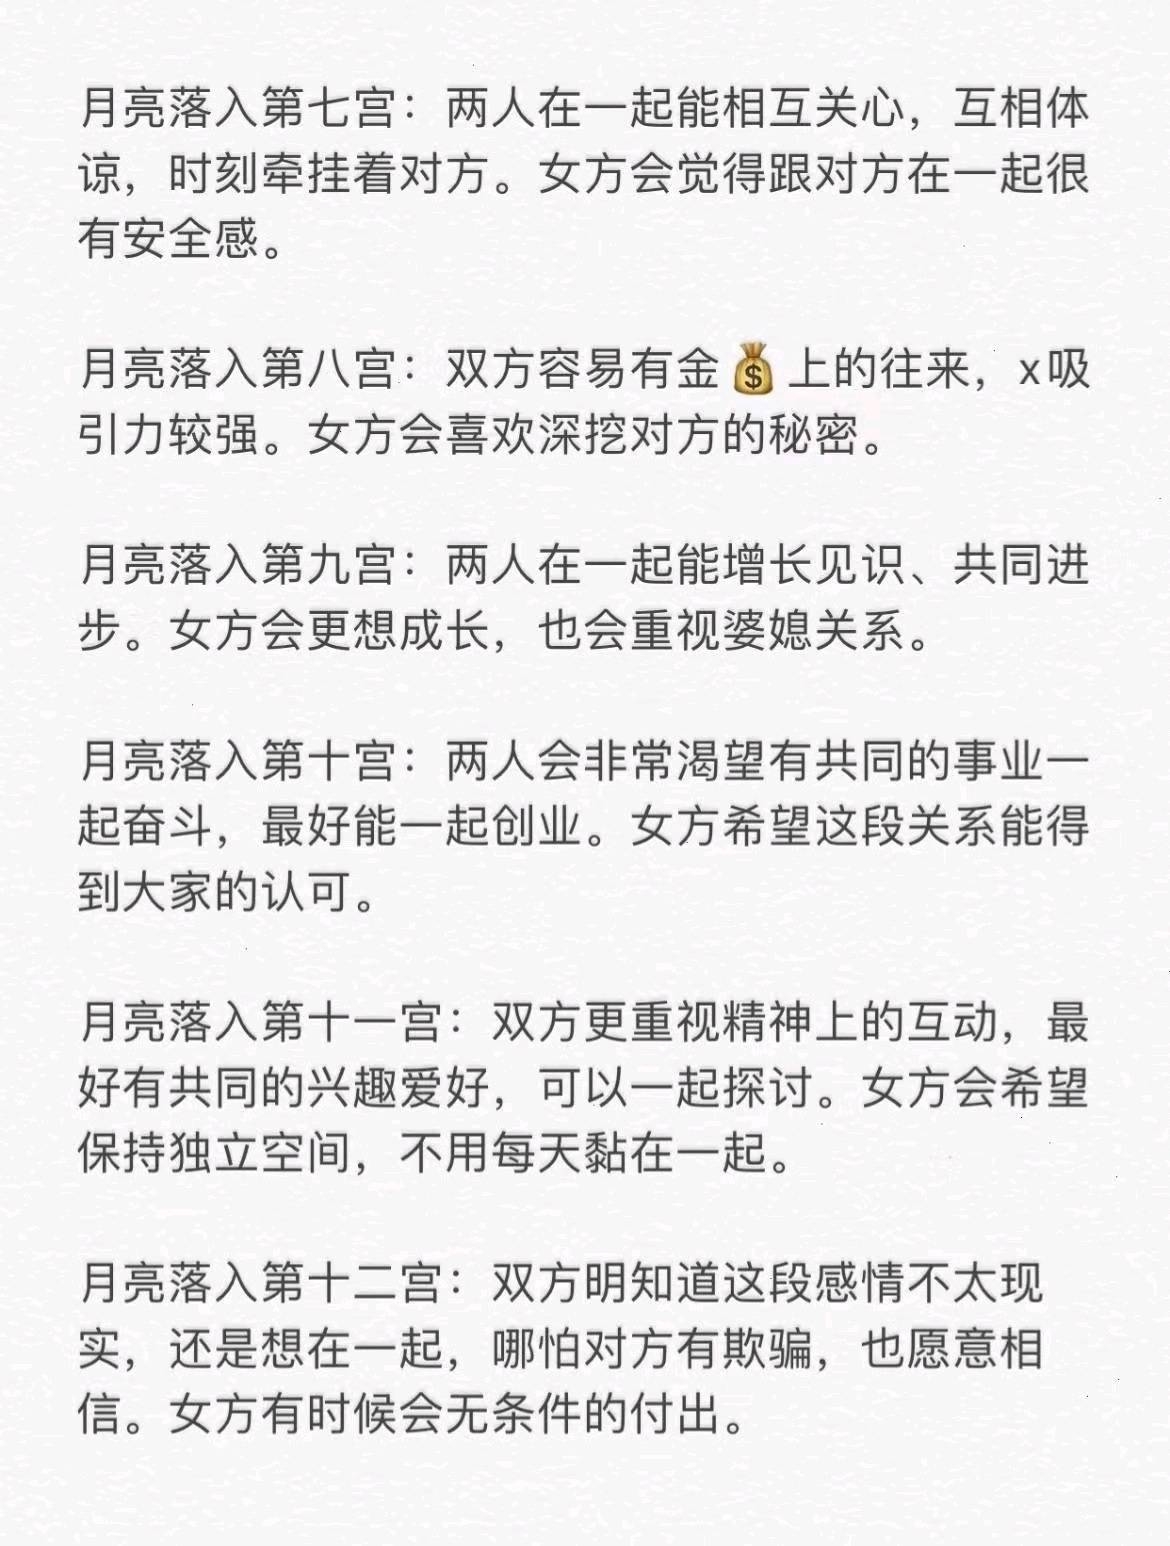 月亮落入第七宫：两人在一起能相互关心，互相体
谅，时刻牵挂着对方。女方会觉得跟对方在一起很
有安全感。
月亮落入第八宫：双方容易有金💰上的往来，x吸
引力较强。女方会喜欢深挖对方的秘密。
月亮落入第九宫：两人在一起能增长见识、共同进
步。女方会更想成长，也会重视婆媳关系。
月亮落入第十宫：两人会非常渴望有共同的事业一
起奋斗，最好能一起创业。女方希望这段关系能得
到大家的认可。
月亮落入第十一宫：双方更重视精神上的互动，最
好有共同的兴趣爱好，可以一起探讨。女方会希望
保持独立空间，不用每天黏在一起。
月亮落入第十二宫：双方明知道这段感情不太现
实，还是想在一起，哪怕对方有欺骗，也愿意相
信。女方有时候会无条件的付出。